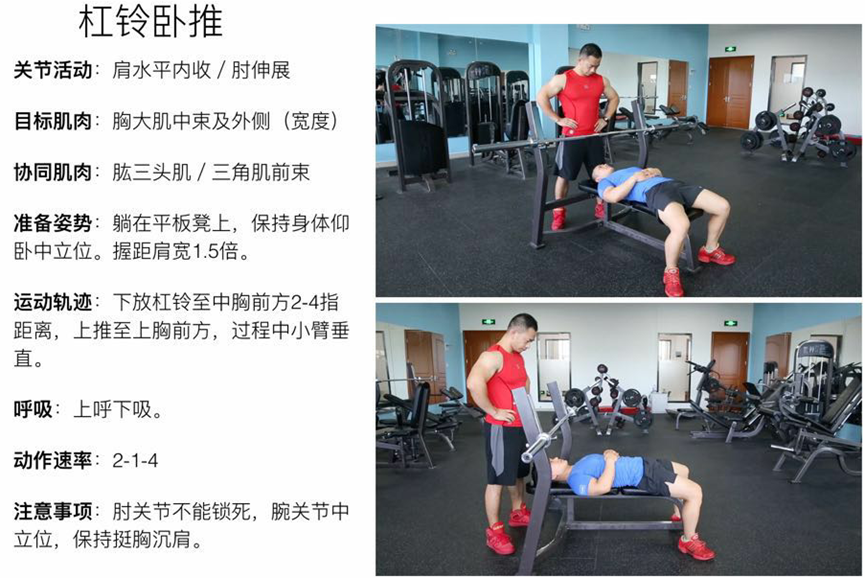 杠铃卧推
关节活动：肩水平内收 / 肘伸展
目标肌肉：胸大肌中束及外侧（宽度）
协同肌肉：肱三头肌 / 三角肌前束
准备姿势：躺在平板凳上，保持身体仰
卧中立位。握距肩宽1.5倍。
运动轨迹：下放杠铃至中胸前方2-4指
距离，上推至上胸前方，过程中小臂垂
直。
呼吸：上呼下吸。
动作速率：2-1-4
注意事项：肘关节不能锁死，腕关节中
立位，保持挺胸沉肩。